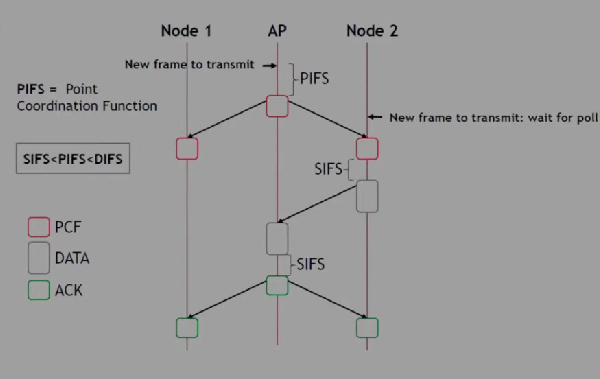 Node 1
AP
Node 2
New frame to transmit
PIFS
PIFS = Point
Coordination Function
New frame to transmit: wait for poll
SIFS<PIFS<DIFS
SIFS
PCF
DATA
SIFS
ACK